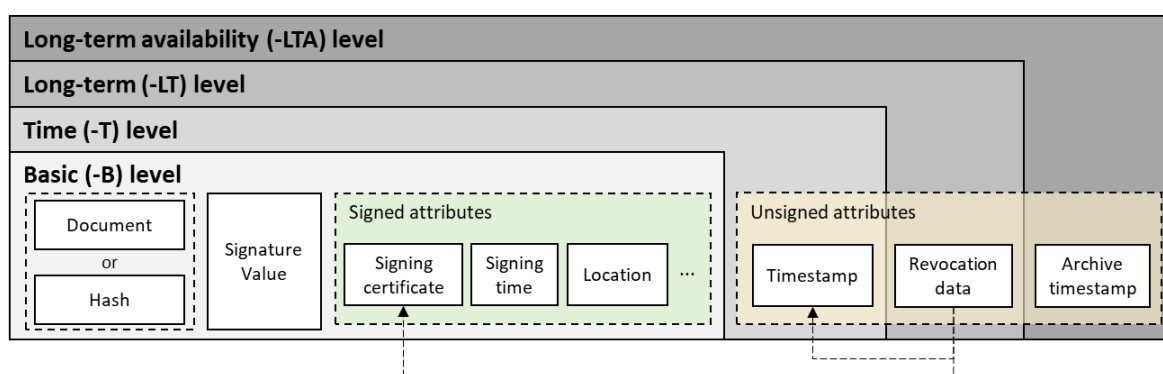 Long-term availability (-LTA) level
Long-term (-LT) level
Time (-T) level
Basic (-B) level
Document
or
Hash
Signature
Value
Signed attributes
Signing
certificate
Signing
time
Location
...
Unsigned attributes
Timestamp
Revocation
data
Archive
timestamp